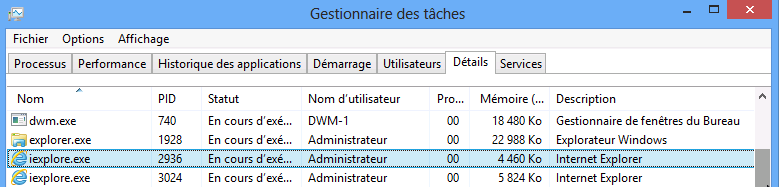 Gestionnaire des tâches
Fichier Options Affichage
Processus Performance Historique des applications Démarrage Utilisateurs Détails Services
Nom PID Statut Nom d'utilisateur Pro... Mémoire (... Description
dwm.exe 740 En cours d'exé... DWM-1 00 18 480 Ko Gestionnaire de fenêtres du Bureau
explorer.exe 1928 En cours d'exé... Administrateur 00 22 988 Ko Explorateur Windows
iexplore.exe 2936 En cours d'exé... Administrateur 00 4 460 Ko Internet Explorer
iexplore.exe 3024 En cours d'exé... Administrateur 00 5 824 Ko Internet Explorer